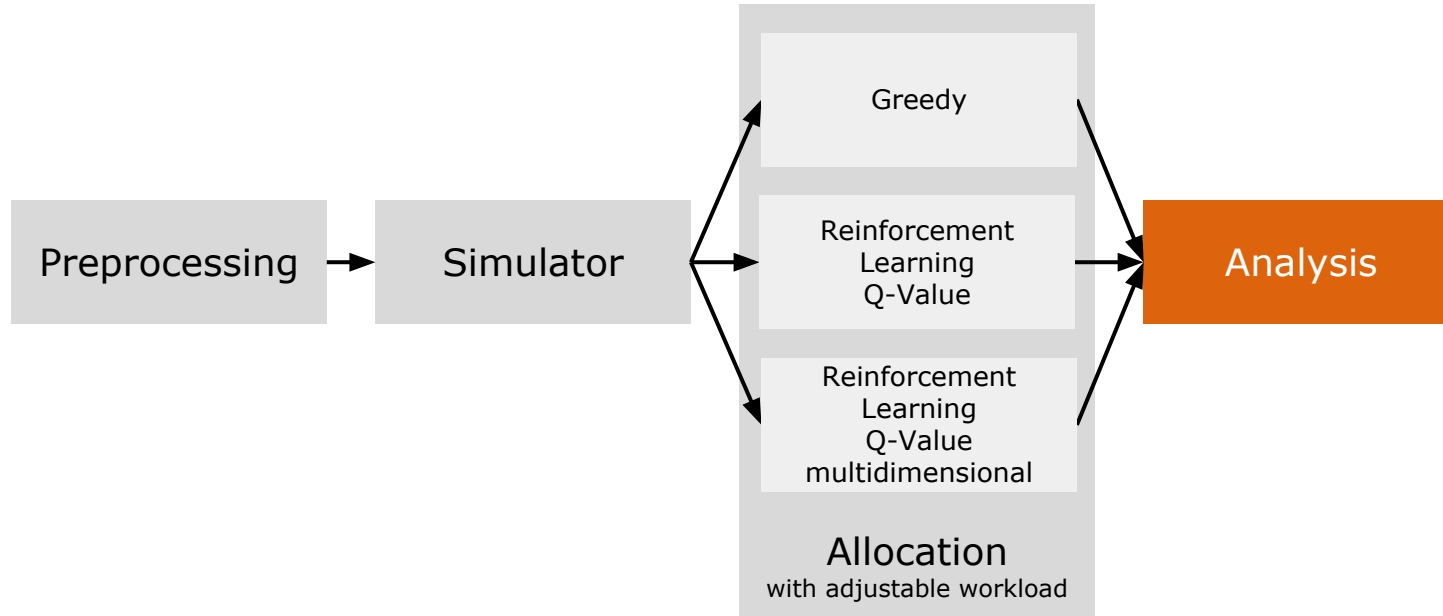 Preprocessing
Simulator
Greedy
Reinforcement
Learning
Q-Value
Reinforcement
Learning
Q-Value
multidimensional
Allocation
with adjustable workload
Analysis